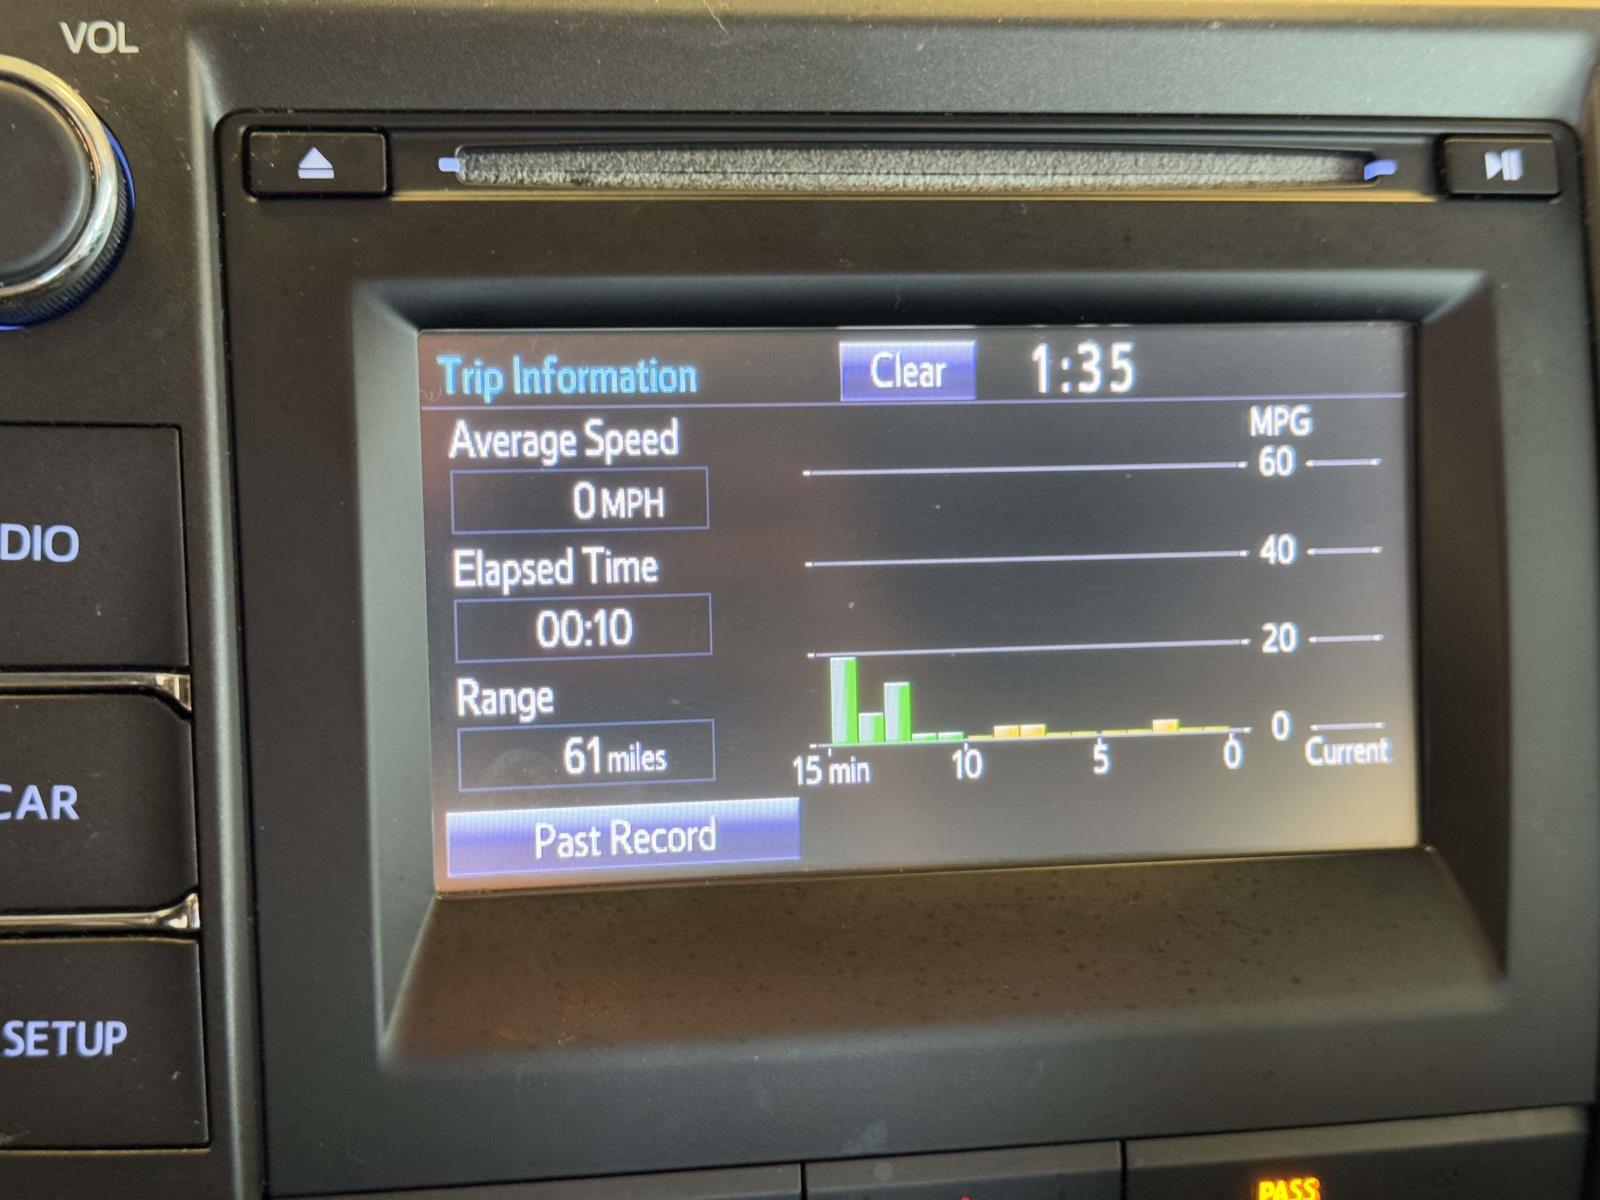 VOL
DIO
CAR
SETUP
Trip Information
Clear
1:35
Average Speed
0 MPH
Elapsed Time
00:10
Range
61 miles
Past Record
MPG
60
40
20
0
15 min
10
5
0
Current
PASS